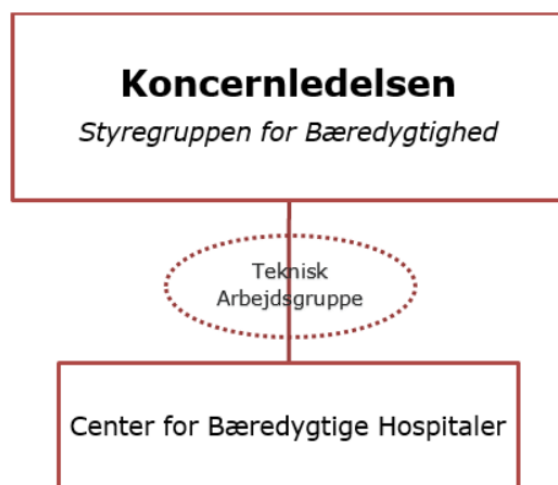 Koncernledelsen
Styregruppen for Bæredygtighed
Teknisk
Arbejdsgruppe
Center for Bæredygtige Hospitaler